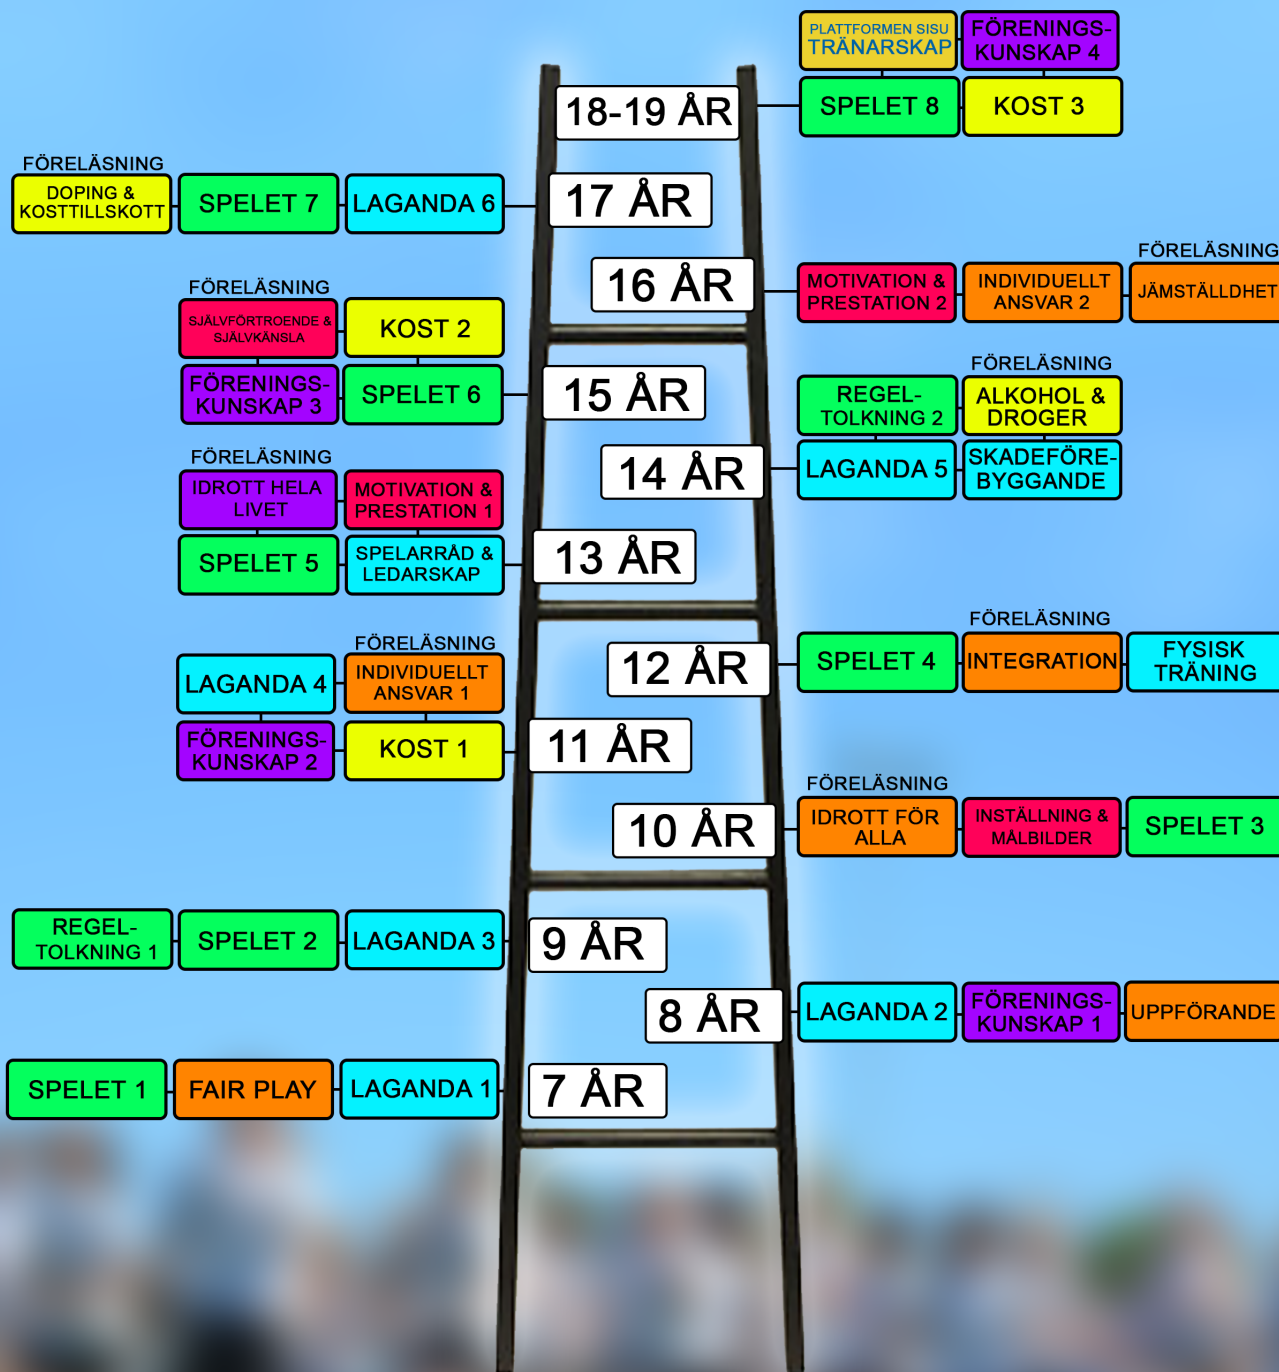 PLATTFORMEN SISU
TRÄNARSKAP
FÖRENINGS-
KUNSKAP 4
18-19 ÅR
SPELET 8
KOST 3
FÖRELÄSNING
DOPING &
KOSTTILLSKOTT
SPELET 7
LAGANDA 6
17 ÅR
16 ÅR
MOTIVATION &
PRESTATION 2
INDIVIDUELLT
ANSVAR 2
FÖRELÄSNING
JÄMSTÄLLDHET
FÖRELÄSNING
SJÄLVFÖRTROENDE &
SJÄLVKÄNSLA
KOST 2
FÖRENINGS-
KUNSKAP 3
SPELET 6
15 ÅR
REGEL-
TOLKNING 2
FÖRELÄSNING
ALKOHOL &
DROGER
14 ÅR
LAGANDA 5
SKADEFÖRE-
BYGGANDE
FÖRELÄSNING
IDROTT HELA
LIVET
MOTIVATION &
PRESTATION 1
SPELET 5
SPELARRÅD &
LEDARSKAP
13 ÅR
12 ÅR
SPELET 4
FÖRELÄSNING
INTEGRATION
FYSISK
TRÄNING
LAGANDA 4
FÖRELÄSNING
INDIVIDUELLT
ANSVAR 1
FÖRENINGS-
KUNSKAP 2
KOST 1
11 ÅR
10 ÅR
FÖRELÄSNING
IDROTT FÖR
ALLA
INSTÄLLNING &
MÅLBILDER
SPELET 3
REGEL-
TOLKNING 1
SPELET 2
LAGANDA 3
9 ÅR
8 ÅR
LAGANDA 2
FÖRENINGS-
KUNSKAP 1
UPPFÖRANDE
SPELET 1
FAIR PLAY
LAGANDA 1
7 ÅR